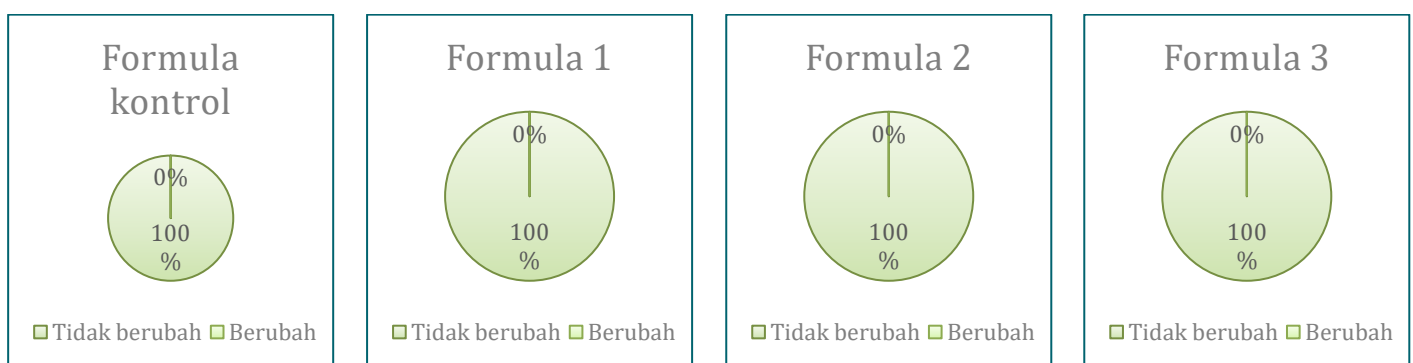 Formula
kontrol
0%
100
%
Tidak berubah Berubah
Formula 1
0%
100
%
Tidak berubah Berubah
Formula 2
0%
100
%
Tidak berubah Berubah
Formula 3
0%
100
%
Tidak berubah Berubah